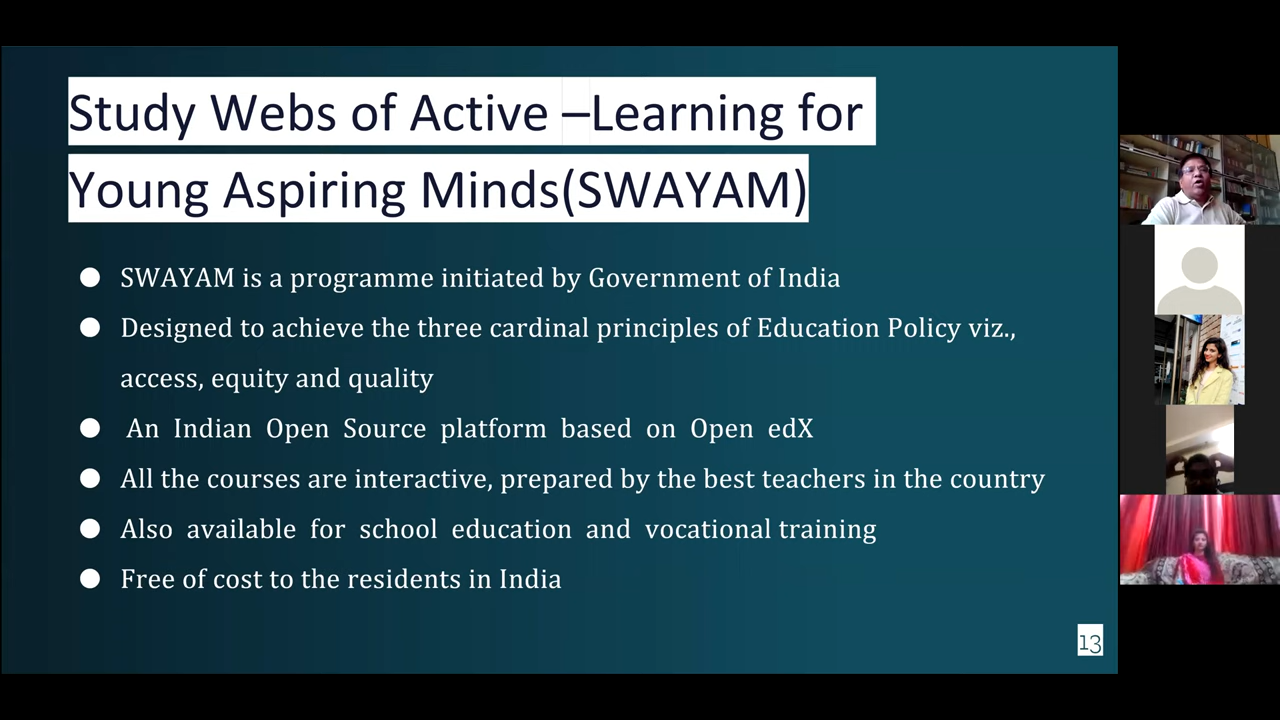 Study Webs of Active –Learning for
Young Aspiring Minds(SWAYAM)
● SWAYAM is a programme initiated by Government of India
● Designed to achieve the three cardinal principles of Education Policy viz.,
access, equity and quality
● An Indian Open Source platform based on Open edX
● All the courses are interactive, prepared by the best teachers in the country
● Also available for school education and vocational training
● Free of cost to the residents in India
13